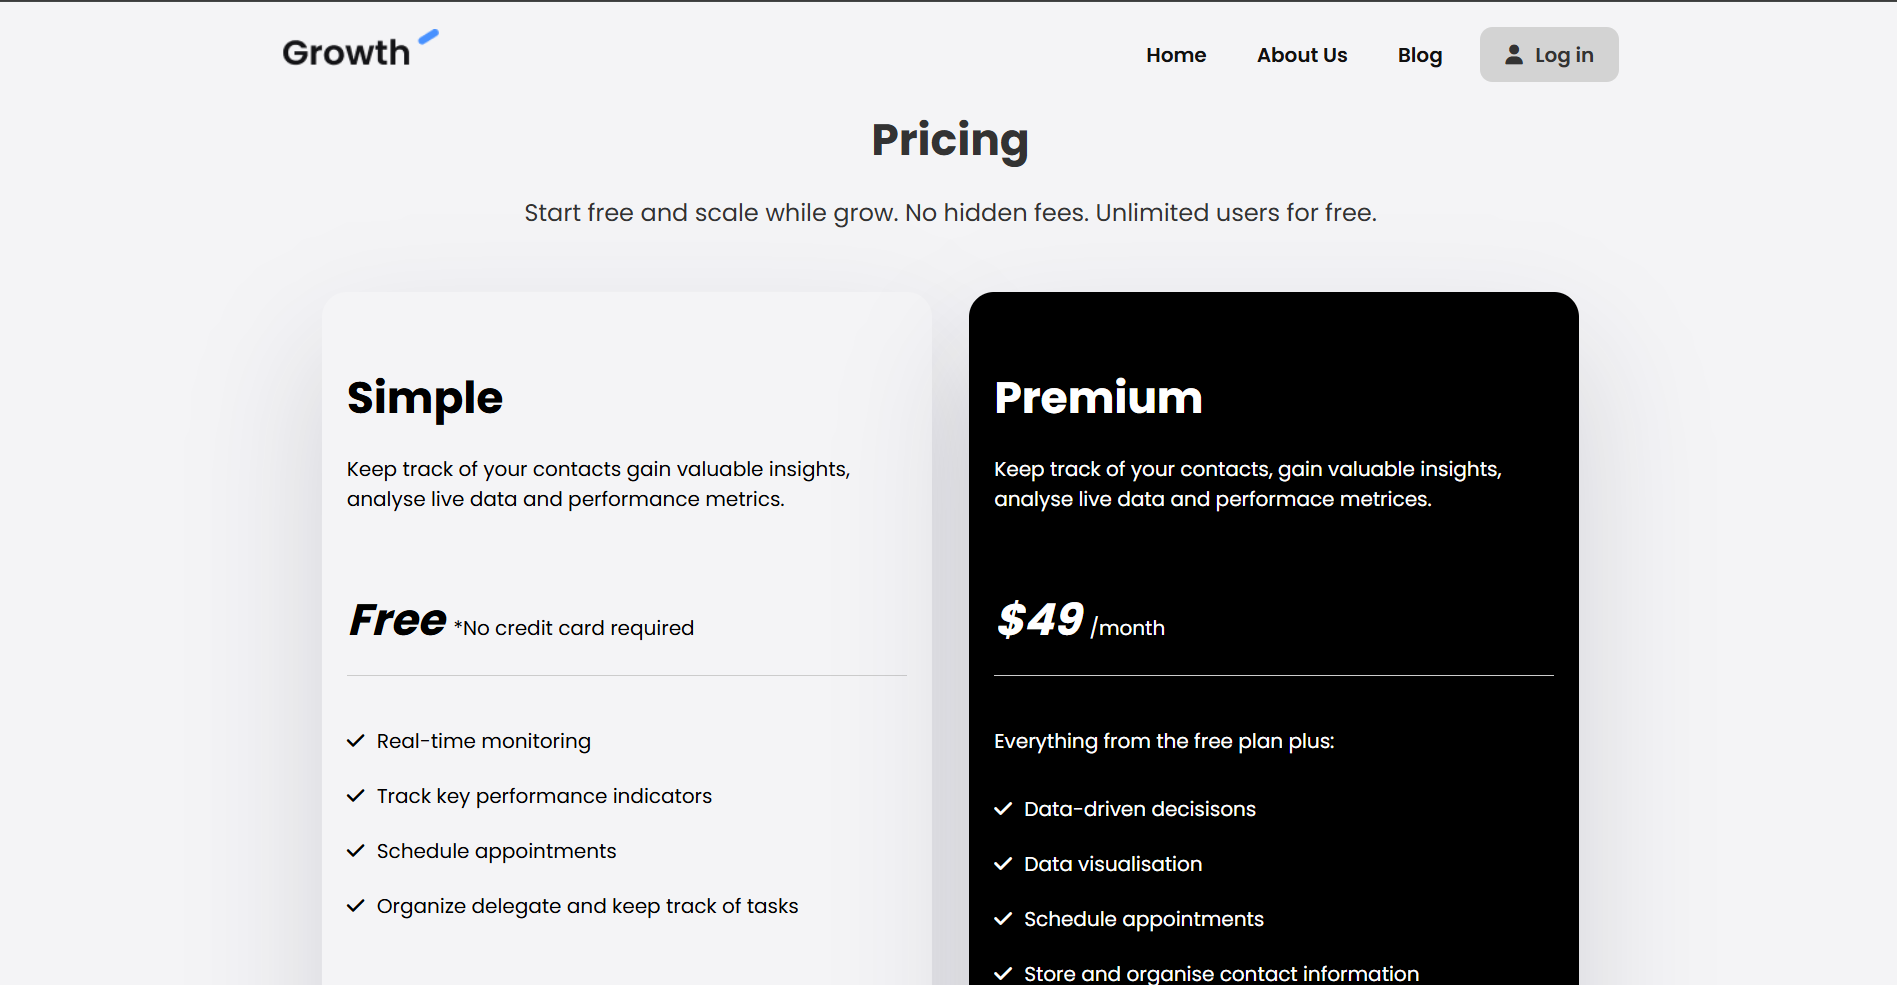 Growth
Home
About Us
Blog
Log in
Pricing
Start free and scale while grow. No hidden fees. Unlimited users for free.
Simple
Keep track of your contacts gain valuable insights,
analyse live data and performance metrics.
Free *No credit card required
Real-time monitoring
Track key performance indicators
Schedule appointments
Organize delegate and keep track of tasks
Premium
Keep track of your contacts, gain valuable insights,
analyse live data and performace metrices.
$49 /month
Everything from the free plan plus:
Data-driven decisisons
Data visualisation
Schedule appointments
Store and organise contact information